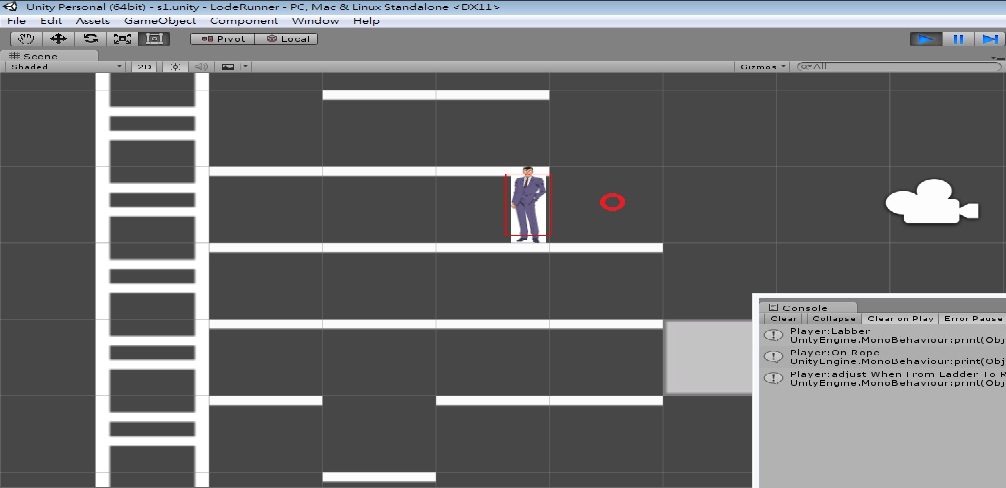 Unity Personal (64bit) - s1.unity - LodeRunner - PC, Mac & Linux Standalone <DX11>
File Edit Assets GameObject Component Window Help
Pivot Local
Scene
Shaded 2D Gizmos All
Console
Clear Collapse Clear on Play Error Pause
Player:Labber
UnityEngine.MonoBehaviour:print(Obj
Player:On Rope
UnityEngine.MonoBehaviour:print(Obj
Player:adjust When From Ladder To R
UnityEngine.MonoBehaviour:print(Obj